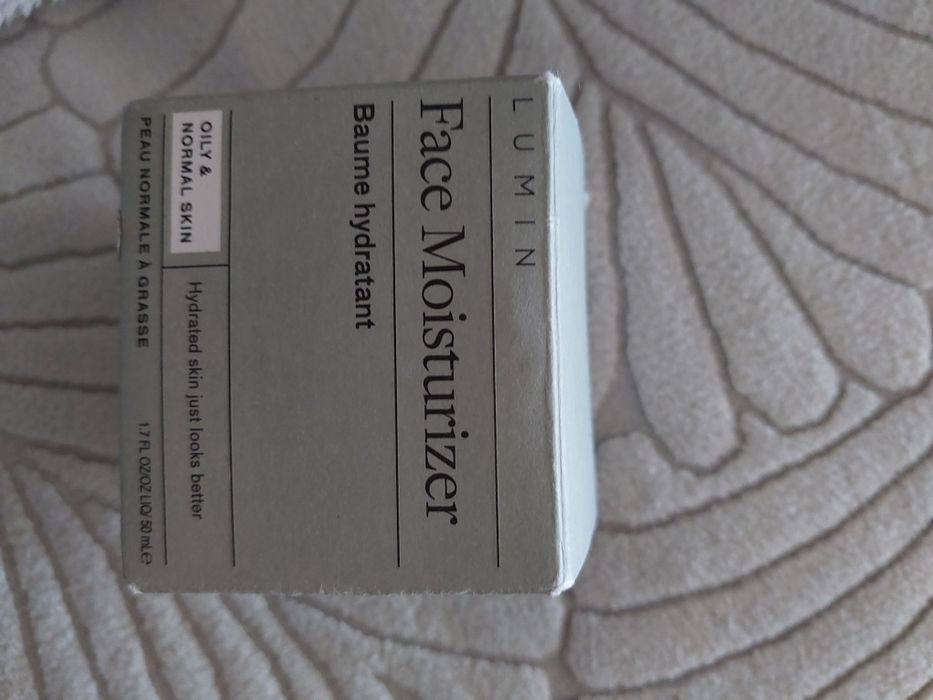 LUMIN
Face Moisturizer
Baume hydratant
OILY &
NORMAL SKIN
Hydrated skin just looks better
PEAU NORMALE À GRASSE
1.7 FL OZ/OZ LIQ/50 mL℮